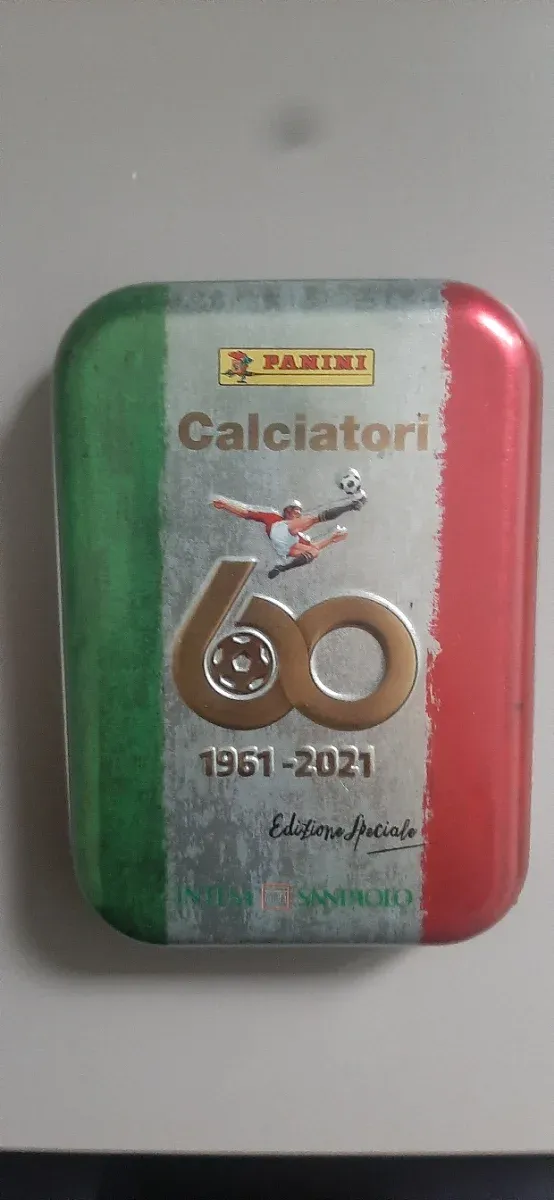 PANINI
Calciatori
60
1961-2021
Edizione Speciale
INTESA SANPAOLO